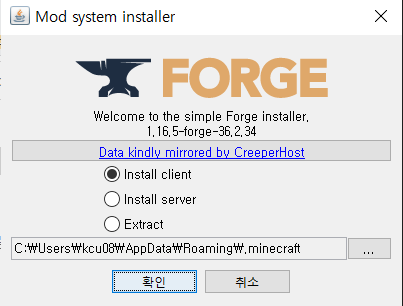 Mod system installer
FORGE
Welcome to the simple Forge installer.
1.16.5-forge-36.2.34
Data kindly mirrored by CreeperHost
Install client
Install server
Extract
C:₩Users₩kcu08₩AppData₩Roaming₩.minecraft
...
확인
취소